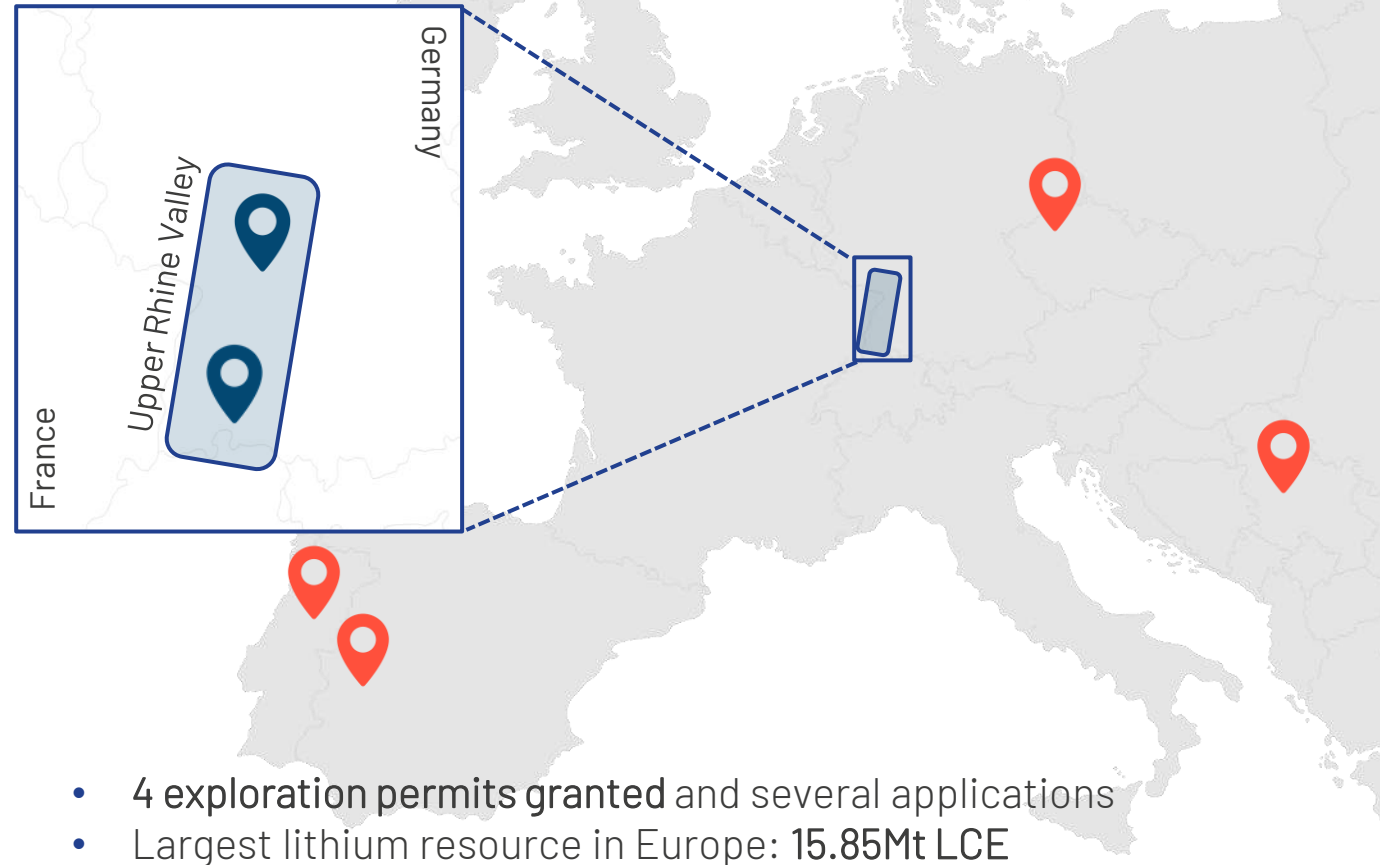 Germany
Upper Rhine Valley
France
• 4 exploration permits granted and several applications
• Largest lithium resource in Europe: 15.85Mt LCE